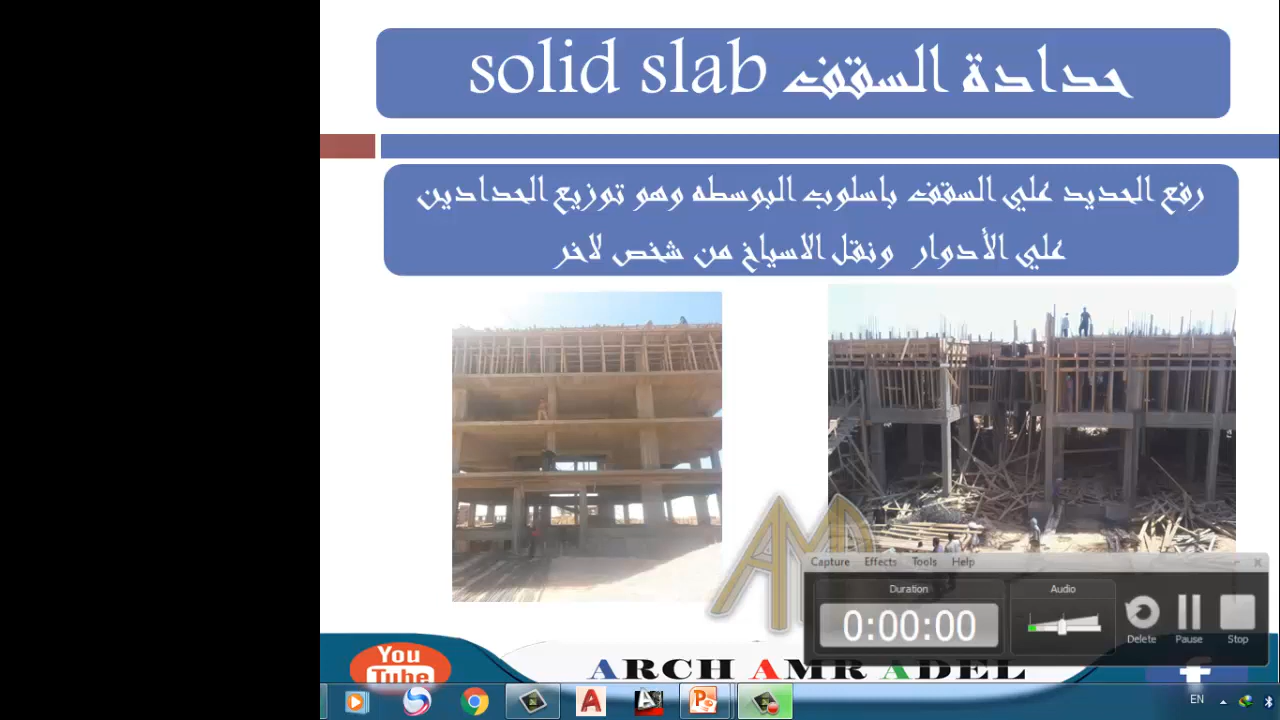 حدادة السقف solid slab
رفع الحديد علي السقف باسلوب البوسطه وهو توزيع الحدادين
علي الأدوار ونقل الاسياخ من شخص لاخر
AMA
Capture Effects Tools Help
Duration
Audio
0:00:00
Delete Pause Stop
You
Tube
ARCH AMR ADEL
f
EN